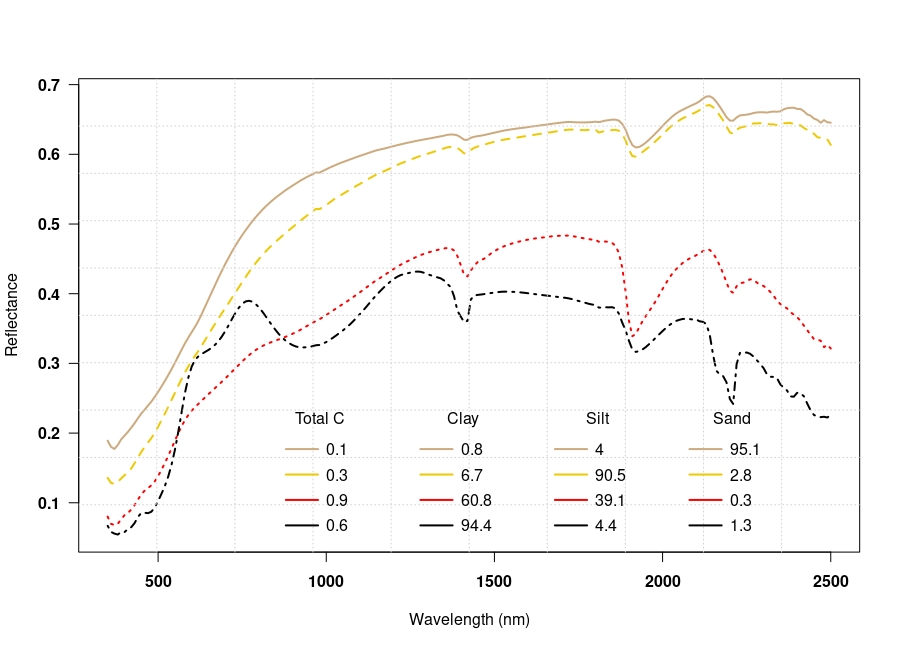 0.7
0.6
0.5
0.4
0.3
0.2
0.1
Reflectance
Total C Clay Silt Sand
0.1 0.8 4 95.1
0.3 6.7 90.5 2.8
0.9 60.8 39.1 0.3
0.6 94.4 4.4 1.3
500 1000 1500 2000 2500
Wavelength (nm)